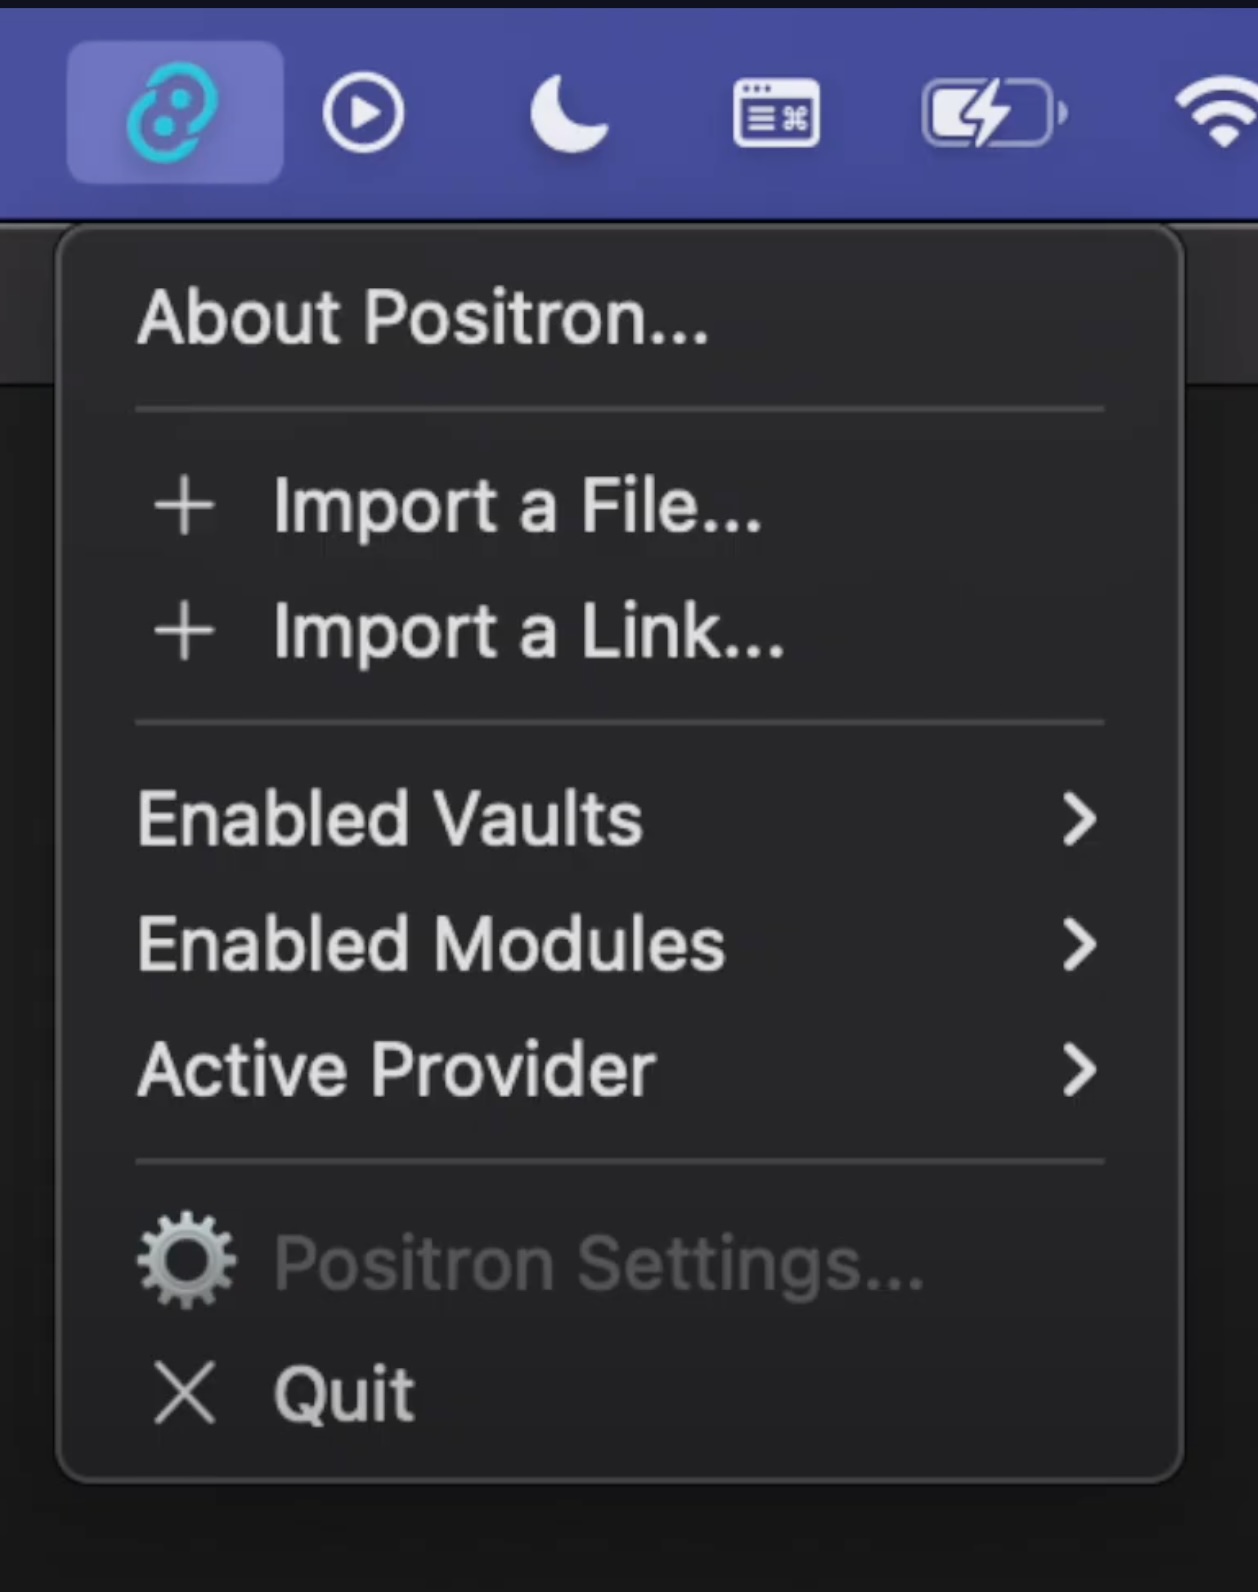 About Positron...
Import a File...
Import a Link...
Enabled Vaults
Enabled Modules
Active Provider
Positron Settings...
Quit